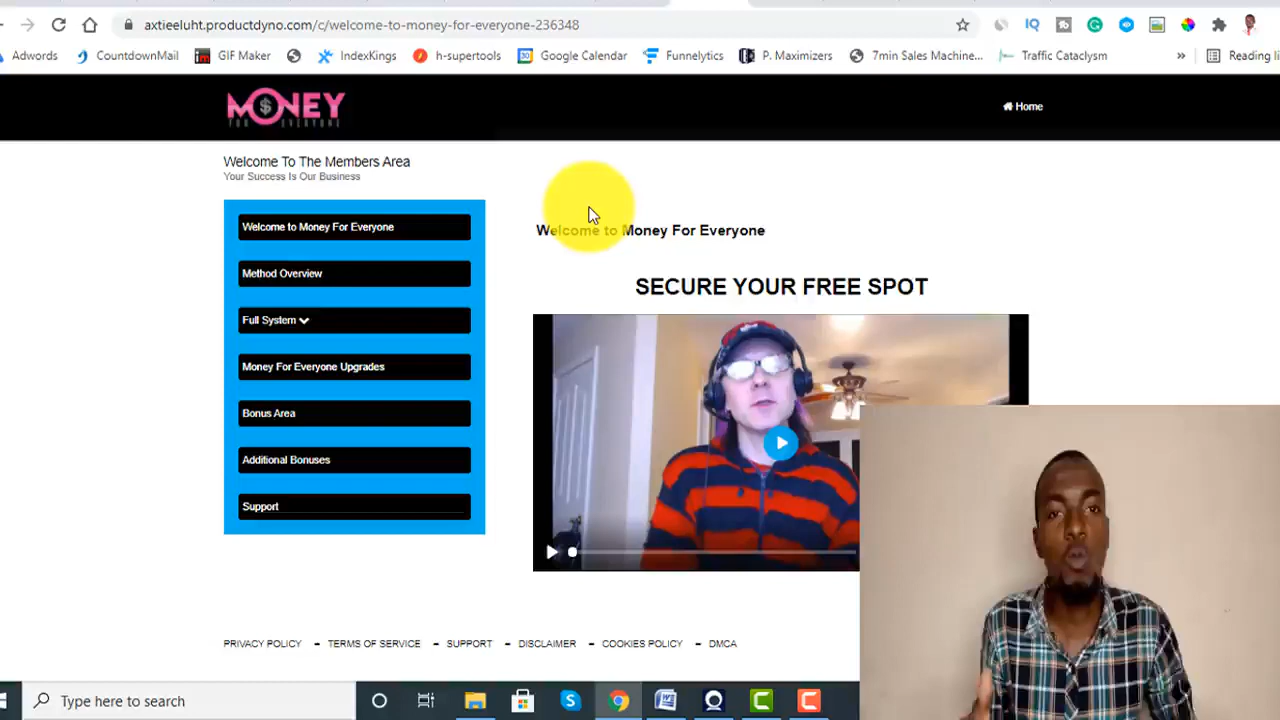 axtieeluht.productdyno.com/c/welcome-to-money-for-everyone-236348
IQ
Adwords CountdownMail GIF Maker IndexKings h-supertools Google Calendar Funnelytics P. Maximizers 7min Sales Machine... Traffic Cataclysm » Reading
MONEY
FOR EVERYONE
Home
Welcome To The Members Area
Your Success Is Our Business
Welcome to Money For Everyone
Method Overview
Full System
Money For Everyone Upgrades
Bonus Area
Additional Bonuses
Support
Welcome to Money For Everyone
SECURE YOUR FREE SPOT
PRIVACY POLICY - TERMS OF SERVICE - SUPPORT - DISCLAIMER - COOKIES POLICY - DMCA
Type here to search